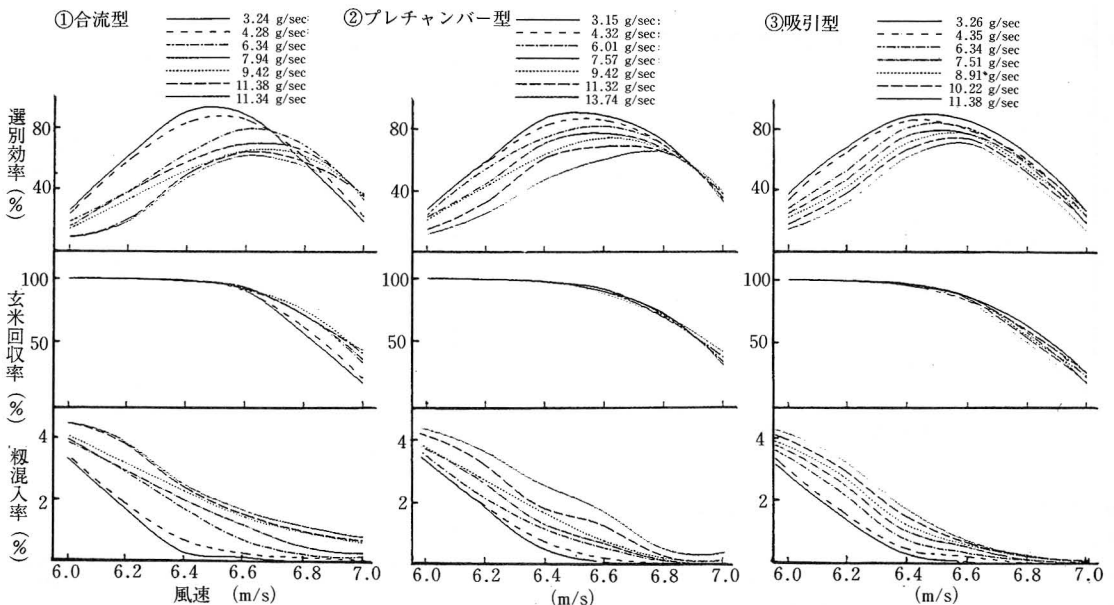 ①合流型
3.24 g/sec
4.28 g/sec
6.34 g/sec
7.94 g/sec
9.42 g/sec
11.38 g/sec
11.34 g/sec
②プレチャンバー型
3.15 g/sec
4.32 g/sec
6.01 g/sec
7.57 g/sec
9.42 g/sec
11.32 g/sec
13.74 g/sec
③吸引型
3.26 g/sec
4.35 g/sec
6.34 g/sec
7.51 g/sec
8.91 g/sec
10.22 g/sec
11.38 g/sec
選別効率(%)
80
40
80
40
80
40
玄米回収率(%)
100
50
100
50
100
50
籾混入率(%)
4
2
4
2
4
2
6.0 6.2 6.4 6.6 6.8 7.0
6.0 6.2 6.4 6.6 6.8 7.0
6.0 6.2 6.4 6.6 6.8 7.0
風速 (m/s)
(m/s)
(m/s)